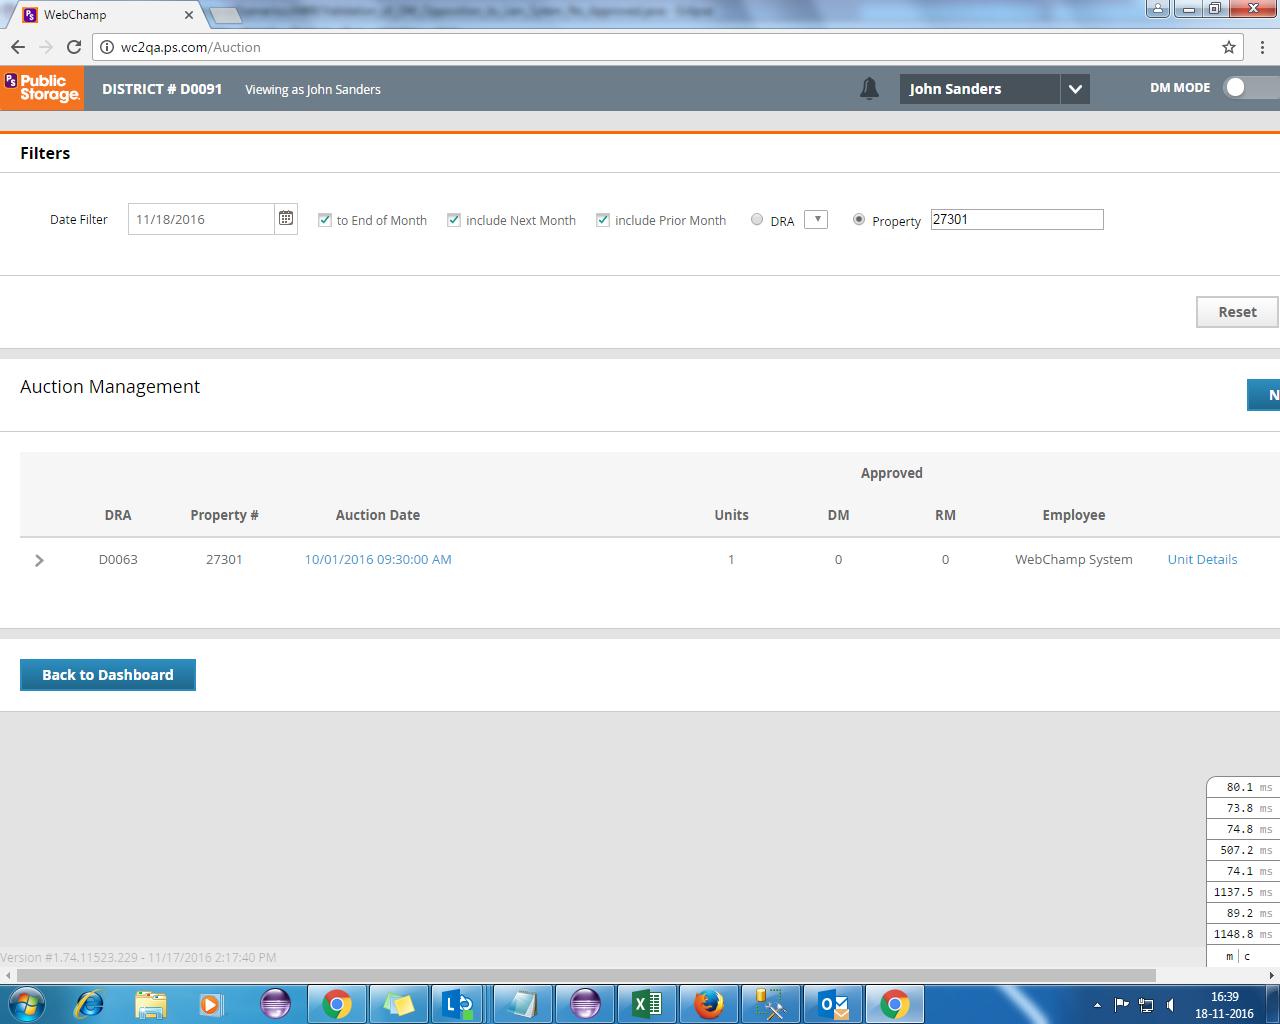 WebChamp
wc2qa.ps.com/Auction
PS Public Storage.
DISTRICT # D0091
Viewing as John Sanders
John Sanders
DM MODE
Filters
Date Filter
11/18/2016
to End of Month
include Next Month
include Prior Month
DRA
Property
27301
Reset
Auction Management
N
Approved
DRA
Property #
Auction Date
Units
DM
RM
Employee
D0063
27301
10/01/2016 09:30:00 AM
1
0
0
WebChamp System
Unit Details
Back to Dashboard
80.1 ms
73.8 ms
74.8 ms
507.2 ms
74.1 ms
1137.5 ms
89.2 ms
1148.8 ms
m | c
Version #1.74.11523.229 - 11/17/2016 2:17:40 PM
16:39
18-11-2016